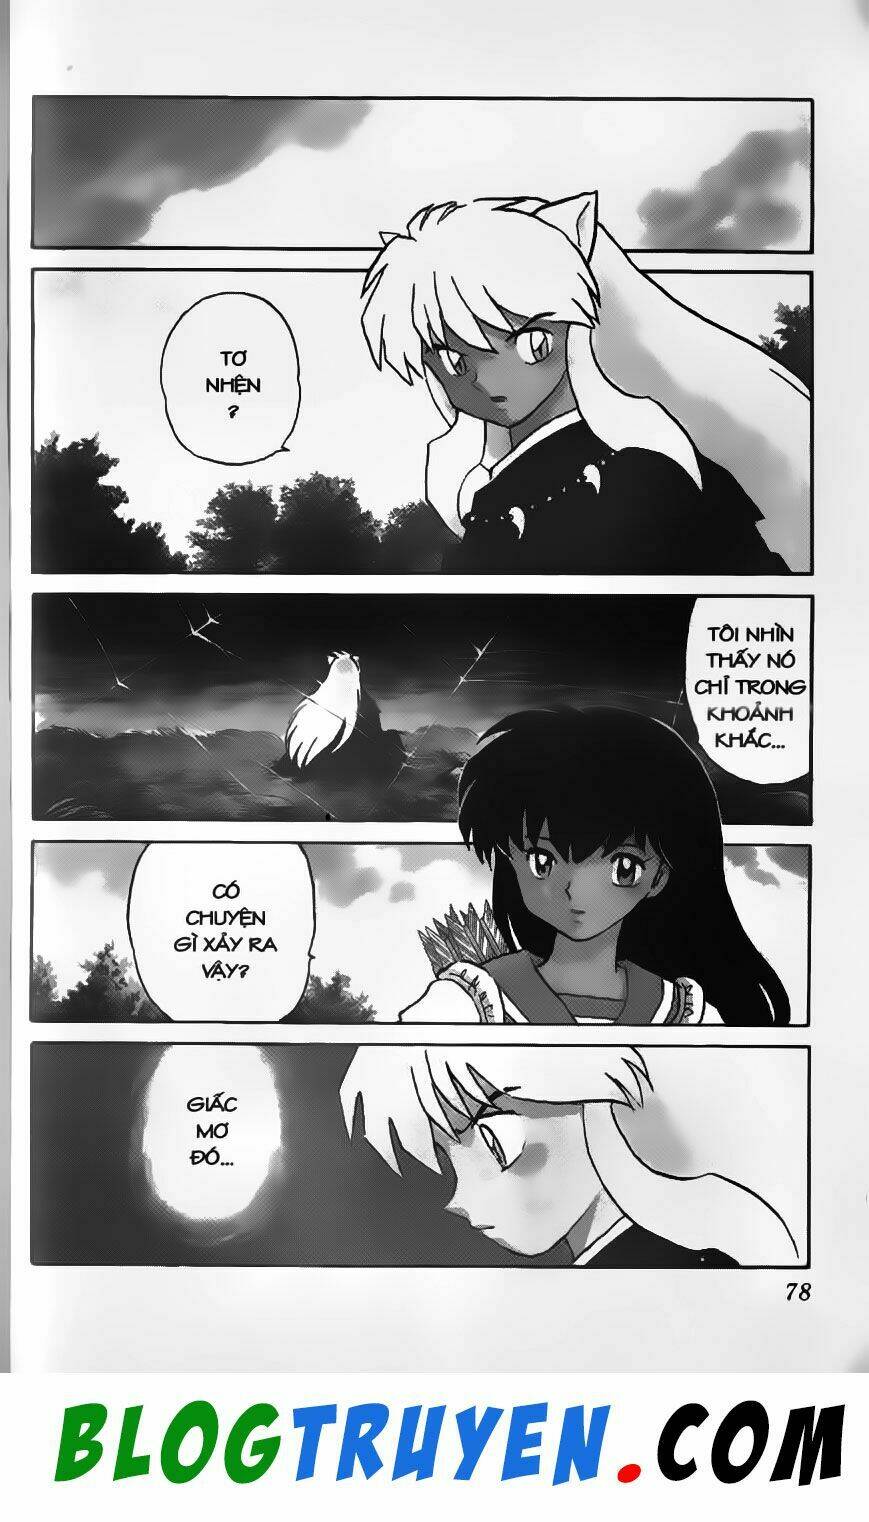 TƠ
NHỆN
?
TÔI NHÌN
THẤY NÓ
CHỈ TRONG
KHOẢNH
KHẮC...
CÓ
CHUYỆN
GÌ XẢY RA
VẬY?
GIẤC
MƠ
ĐÓ...
78
BLOGTRUYEN.COM